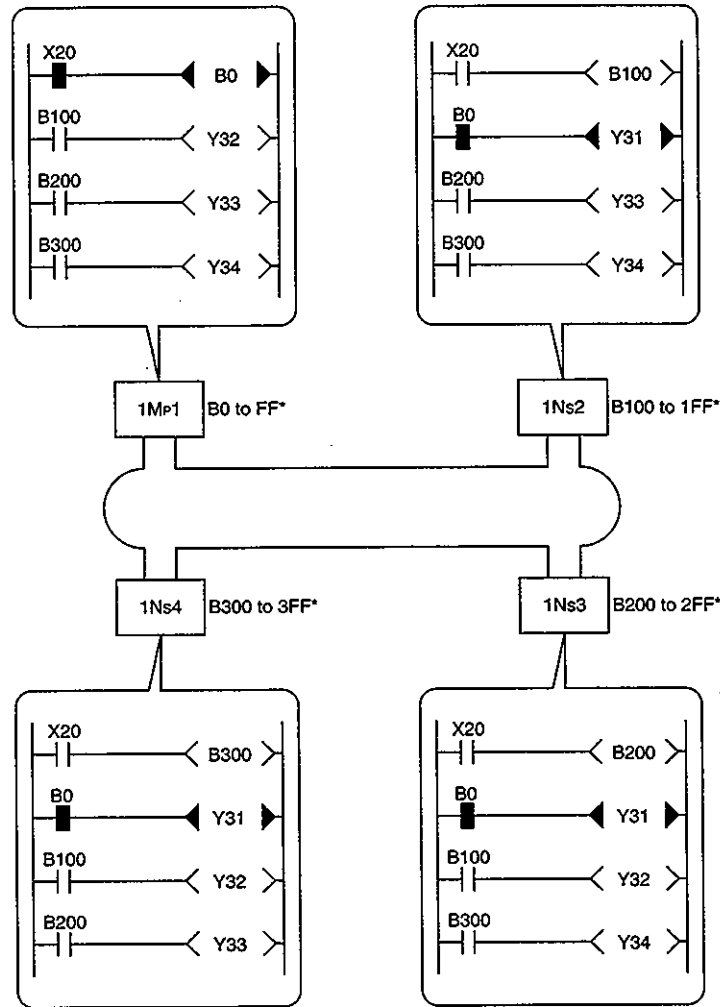 X20
B0
B100
Y32
B200
Y33
B300
Y34
X20
B100
B0
Y31
B200
Y33
B300
Y34
1MP1 B0 to FF*
1NS2 B100 to 1FF*
1NS4 B300 to 3FF*
1NS3 B200 to 2FF*
X20
B300
B0
Y31
B100
Y32
B200
Y33
X20
B200
B0
Y31
B100
Y32
B300
Y34